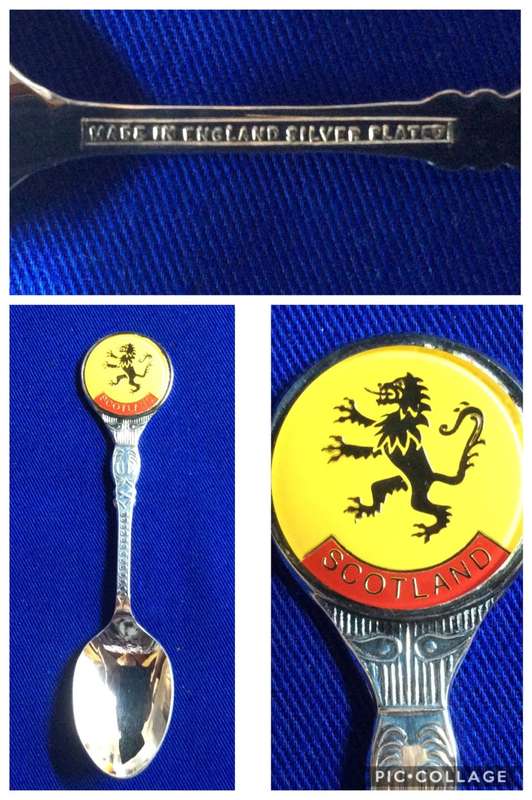 MADE IN ENGLAND SILVER PLATED
SCOTLAND
SCOTLAND
PIC•COLLAGE